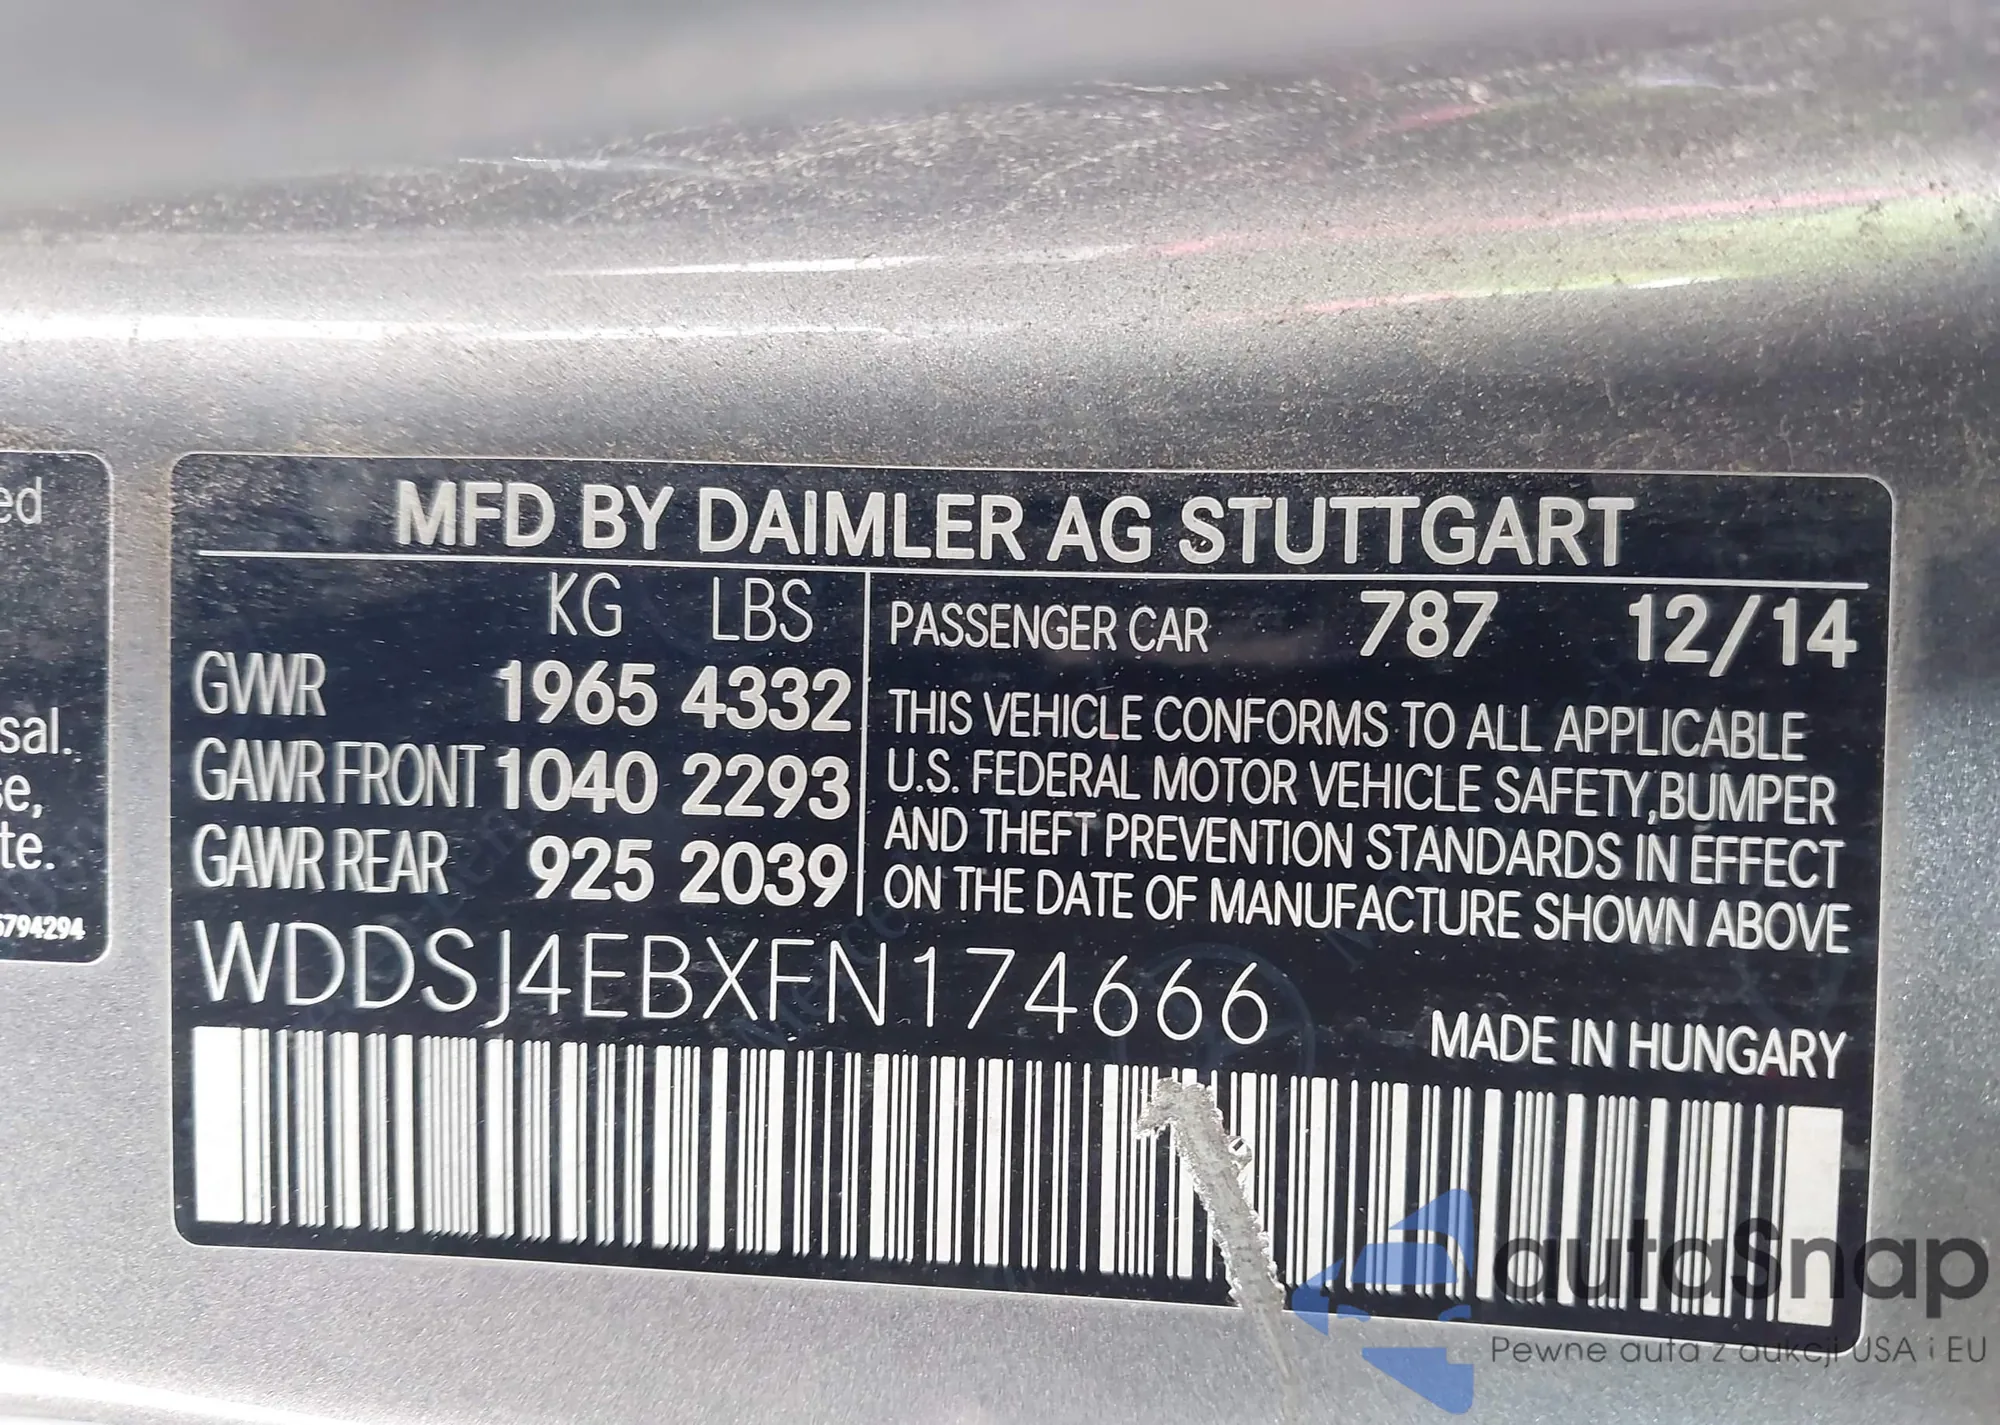 ed
sal.
se,
te.
5794294
MFD BY DAIMLER AG STUTTGART
KG LBS
GVWR 1965 4332
GAWR FRONT 1040 2293
GAWR REAR 925 2039
PASSENGER CAR 787 12/14
THIS VEHICLE CONFORMS TO ALL APPLICABLE
U.S. FEDERAL MOTOR VEHICLE SAFETY,BUMPER
AND THEFT PREVENTION STANDARDS IN EFFECT
ON THE DATE OF MANUFACTURE SHOWN ABOVE
WDDSJ4EBXFN174666
MADE IN HUNGARY
autaSnap
Pewne auta z aukcji USA i EU